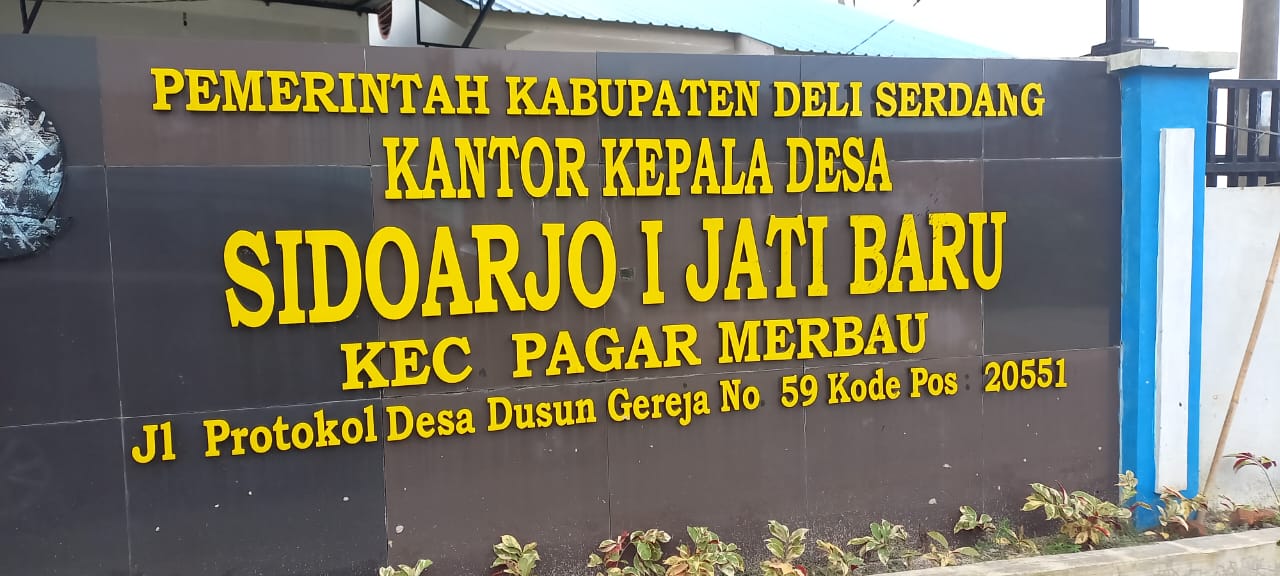 PEMERINTAH KABUPATEN DELI SERDANG
KANTOR KEPALA DESA
SIDOARJO I JATI BARU
KEC PAGAR MERBAU
Jl Protokol Desa Dusun Gereja No. 59 Kode Pos : 20551